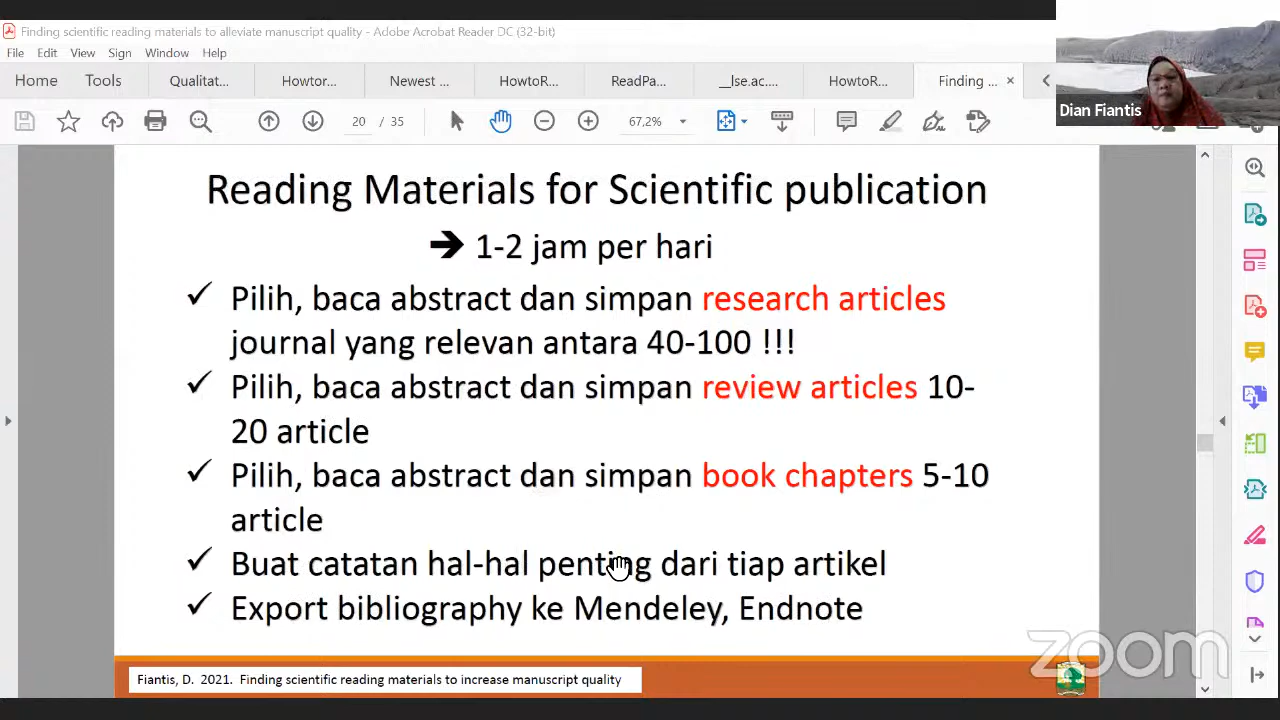 Finding scientific reading materials to alleviate manuscript quality - Adobe Acrobat Reader DC (32-bit)
File Edit View Sign Window Help
Home Tools Qualitat... Howtor... Newest ... HowtoR... ReadPa... __lse.ac.... HowtoR... Finding ... ×
Dian Fiantis
20 / 35 67,2%
Reading Materials for Scientific publication
➔ 1-2 jam per hari
✓ Pilih, baca abstract dan simpan research articles
journal yang relevan antara 40-100 !!!
✓ Pilih, baca abstract dan simpan review articles 10-
20 article
✓ Pilih, baca abstract dan simpan book chapters 5-10
article
✓ Buat catatan hal-hal penting dari tiap artikel
✓ Export bibliography ke Mendeley, Endnote
zoom
Fiantis, D. 2021. Finding scientific reading materials to increase manuscript quality